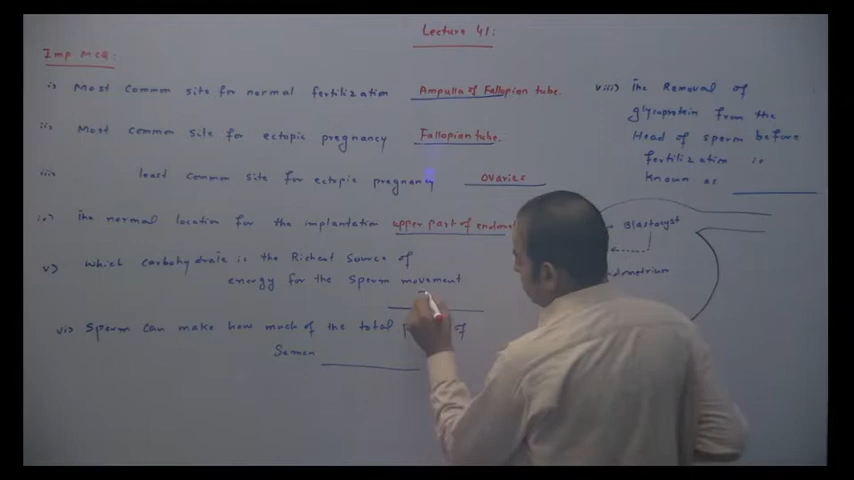 Lecture 41:
Imp MCQ:
i) Most common site for normal fertilization Ampulla of Fallopian tube.
ii) Most common site for ectopic pregnancy Fallopian tube.
iii) least common site for ectopic pregnancy ovaries
iv) The normal location for the implantation upper part of
v) which carbohydrate is the Richest source of
energy for the sperm movement
vi) Sperm can make how much of the total of
Semen
viii) The Removal of
glycoprotein from the
Head of sperm before
fertilization is
known as
Blastocyst